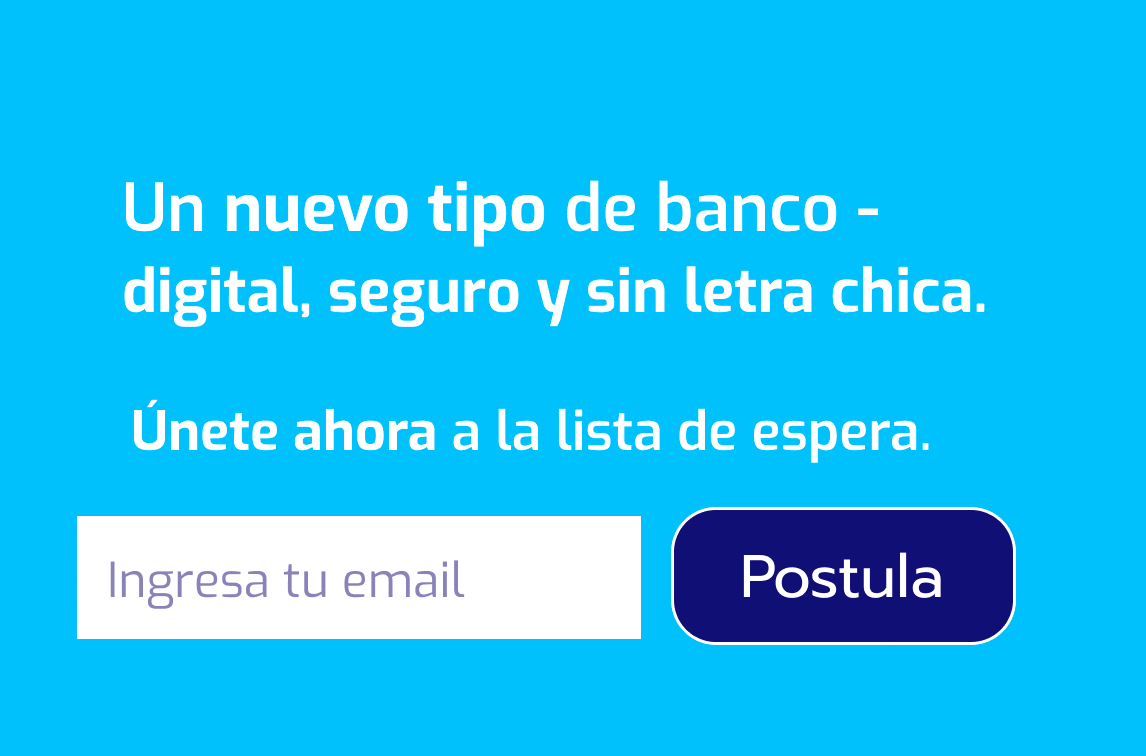 Un nuevo tipo de banco -
digital, seguro y sin letra chica.
Únete ahora a la lista de espera.
Ingresa tu email
Postula